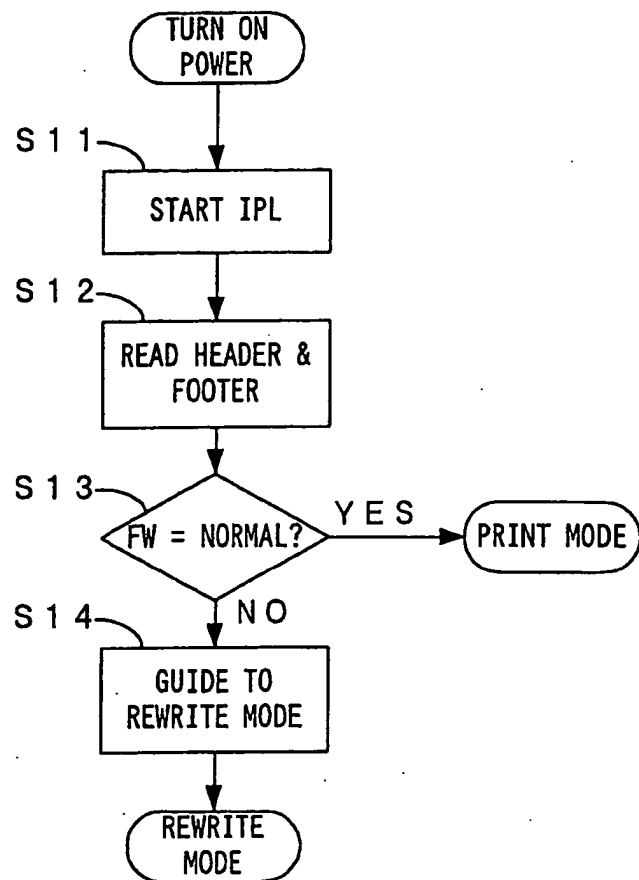 TURN ON
POWER
S11
START IPL
S12
READ HEADER &
FOOTER
S13
FW = NORMAL?
YES
PRINT MODE
NO
S14
GUIDE TO
REWRITE MODE
REWRITE
MODE